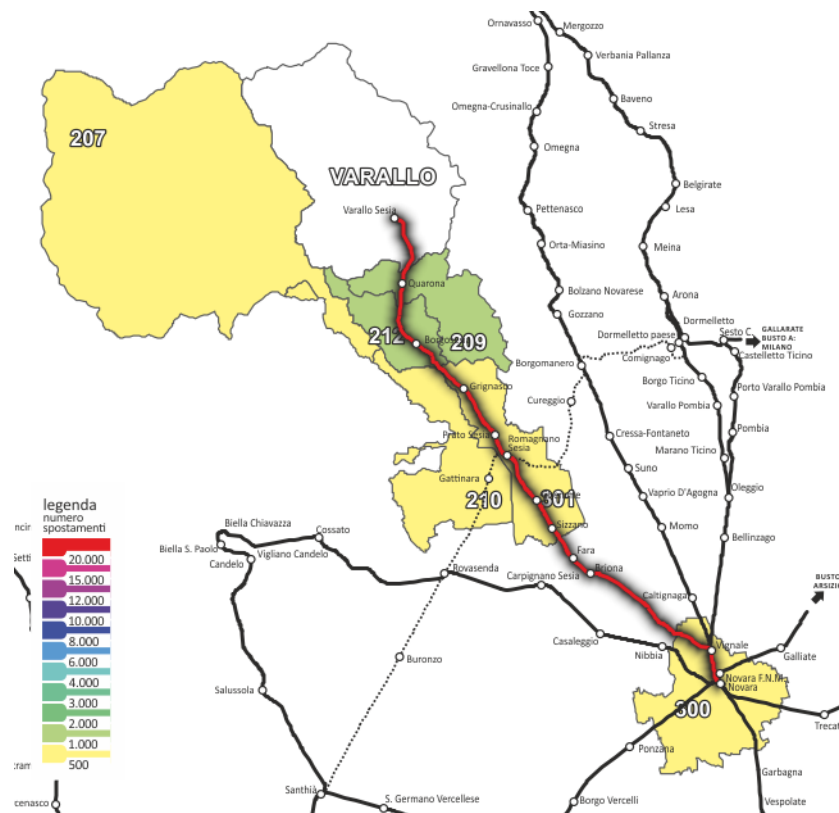 Ornavasso
Mergozzo
Verbania Pallanza
Gravellona Toce
Baveno
Omegna-Crusinallo
Stresa
207
Omegna
VARALLO
Belgirate
Varallo Sesia
Pettenasco
Lesa
Orta-Miasino
Meina
Quarona
Bolzano Novarese
Arona
Gozzano
Dormelletto
212
209
Dormelletto paese
Sesto C.
GALLARATE
BUSTO A:
MILANO
Comignago
Castelletto Ticino
Borgomanero
Borgo Ticino
Grignasco
Cureggio
Porto Varallo Pombia
Varallo Pombia
Prato Sesia
Romagnano
Sesia
Cressa-Fontaneto
Pombia
Marano Ticino
Gattinara
Suno
210
301
Vaprio D'Agogna
Oleggio
legenda
numero
spostamenti
20.000
15.000
12.000
10.000
8.000
6.000
4.000
3.000
2.000
1.000
500
Biella Chiavazza
Cossato
Sizzano
Momo
Bellinzago
Biella S. Paolo
Vigliano Candelo
Candelo
Fara
Rovasenda
Carpignano Sesia
Briona
BUSTO
ARSIZIO
Caltignaga
Casaleggio
Nibbia
Vignale
Galliate
Buronzo
Novara F.N.M.
Novara
Salussola
300
Trecat
Ponzana
Garbagna
Santhià
S. Germano Vercellese
Borgo Vercelli
Vespolate
ncir
Setti
tram
cenasco